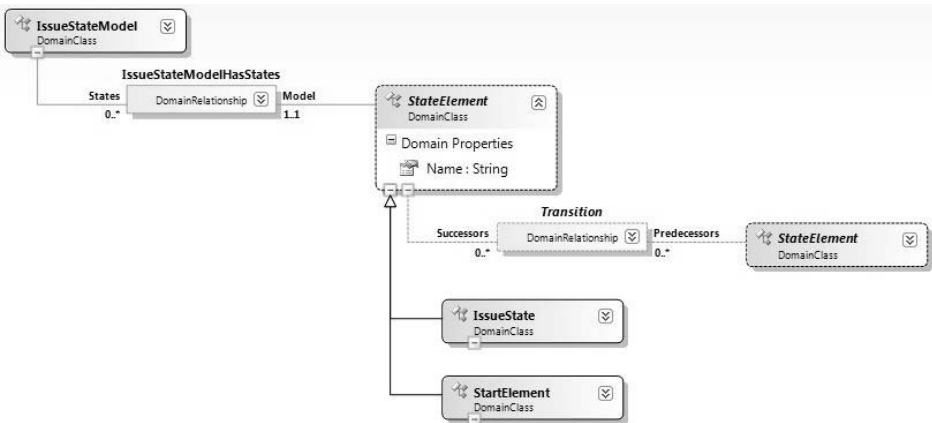 IssueStateModel
DomainClass
IssueStateModelHasStates
States
DomainRelationship
Model
0..*
1..1
StateElement
DomainClass
Domain Properties
Name : String
Transition
Successors
DomainRelationship
Predecessors
0..*
0..*
StateElement
DomainClass
IssueState
DomainClass
StartElement
DomainClass